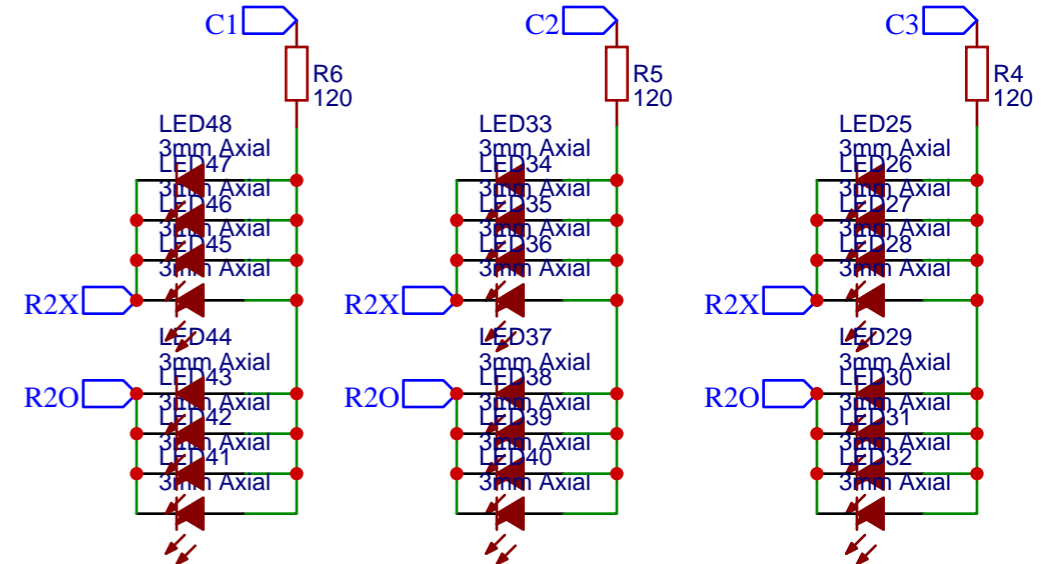 C1
R6
120
LED48
3mm Axial
LED47
3mm Axial
LED46
3mm Axial
LED45
3mm Axial
R2X
LED44
3mm Axial
R2O
LED43
3mm Axial
LED42
3mm Axial
LED41
3mm Axial
C2
R5
120
LED33
3mm Axial
LED34
3mm Axial
LED35
3mm Axial
LED36
3mm Axial
R2X
LED37
3mm Axial
R2O
LED38
3mm Axial
LED39
3mm Axial
LED40
3mm Axial
C3
R4
120
LED25
3mm Axial
LED26
3mm Axial
LED27
3mm Axial
LED28
3mm Axial
R2X
LED29
3mm Axial
R2O
LED30
3mm Axial
LED31
3mm Axial
LED32
3mm Axial